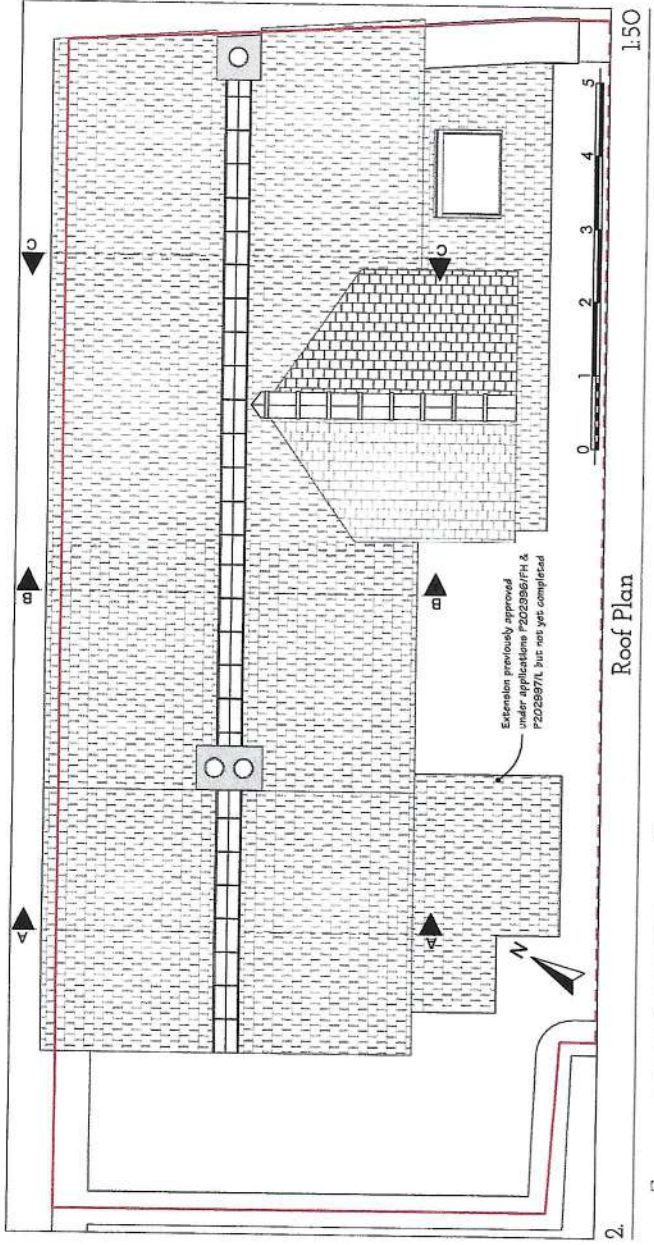 A
B
C
A
B
C
N
Extension previously approved
under applications P202996/FH &
P202997/L but not yet completed
0 1 2 3 4 5
2.
Roof Plan
1:50